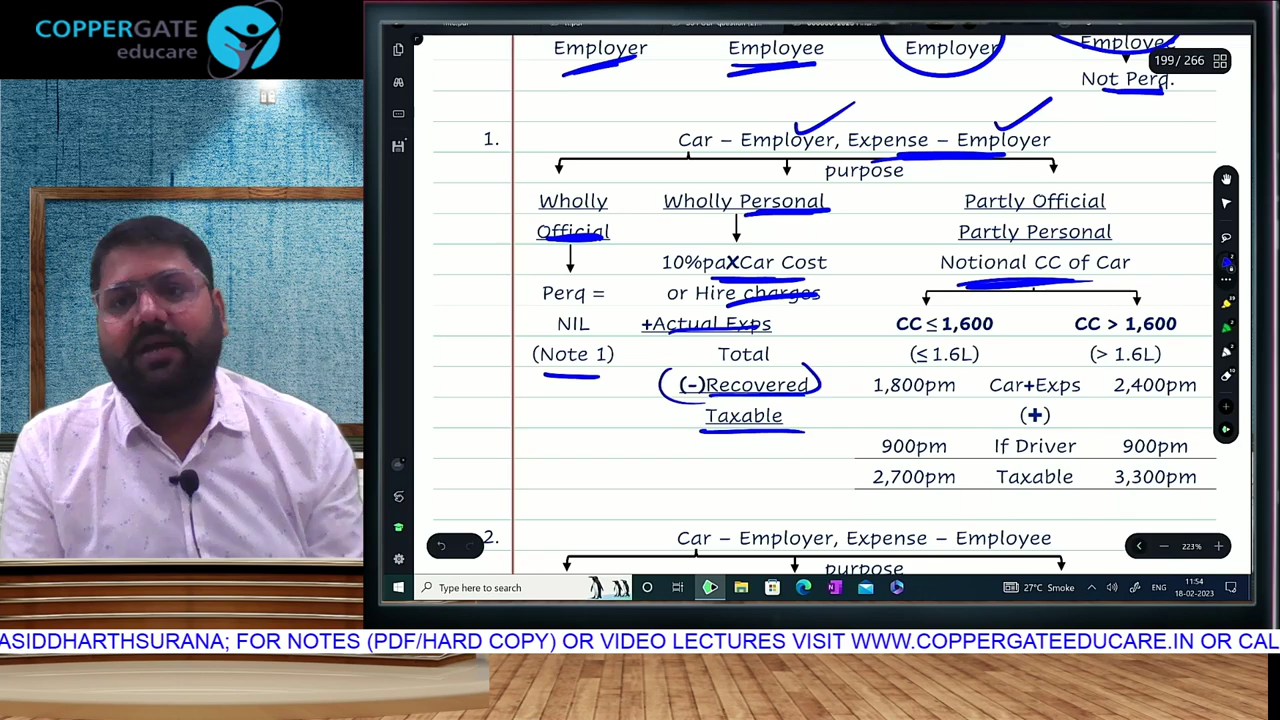 COPPERGATE
educare
Employer Employee Employer Employee
199 / 266
Not Perq.
1. Car – Employer, Expense – Employer
purpose
Wholly Wholly Personal Partly Official
Official Partly Personal
10%paXCar Cost Notional CC of Car
Perq = or Hire charges
NIL +Actual Exps CC ≤ 1,600 CC > 1,600
(Note 1) Total (≤ 1.6L) (> 1.6L)
(-)Recovered 1,800pm Car+Exps 2,400pm
Taxable (+)
900pm If Driver 900pm
2,700pm Taxable 3,300pm
2. Car – Employer, Expense – Employee
purpose
223%
Type here to search
27°C Smoke
ENG
11:54
18-02-2023
ASIDDHARTHSURANA; FOR NOTES (PDF/HARD COPY) OR VIDEO LECTURES VISIT WWW.COPPERGATEEDUCARE.IN OR CAL